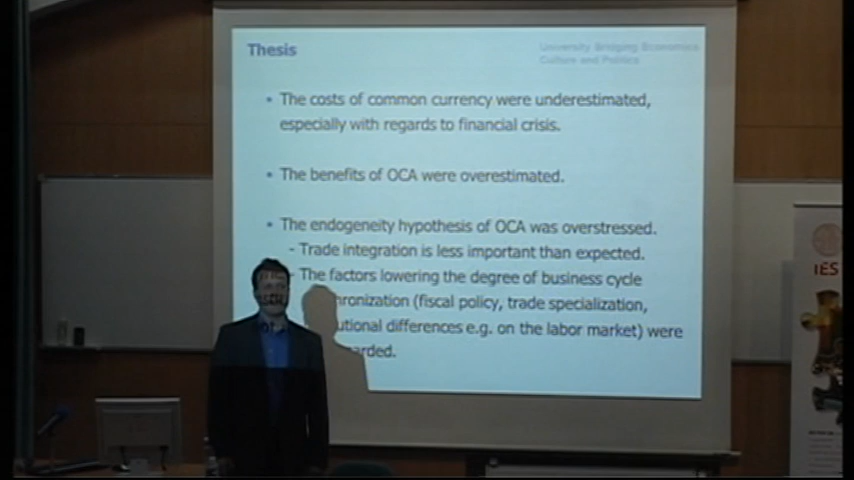 Thesis
University Bridging Economics,
Culture and Politics
• The costs of common currency were underestimated,
especially with regards to financial crisis.
• The benefits of OCA were overestimated.
• The endogeneity hypothesis of OCA was overstressed.
- Trade integration is less important than expected.
- The factors lowering the degree of business cycle
hronization (fiscal policy, trade specialization,
utional differences e.g. on the labor market) were
arded.
IES